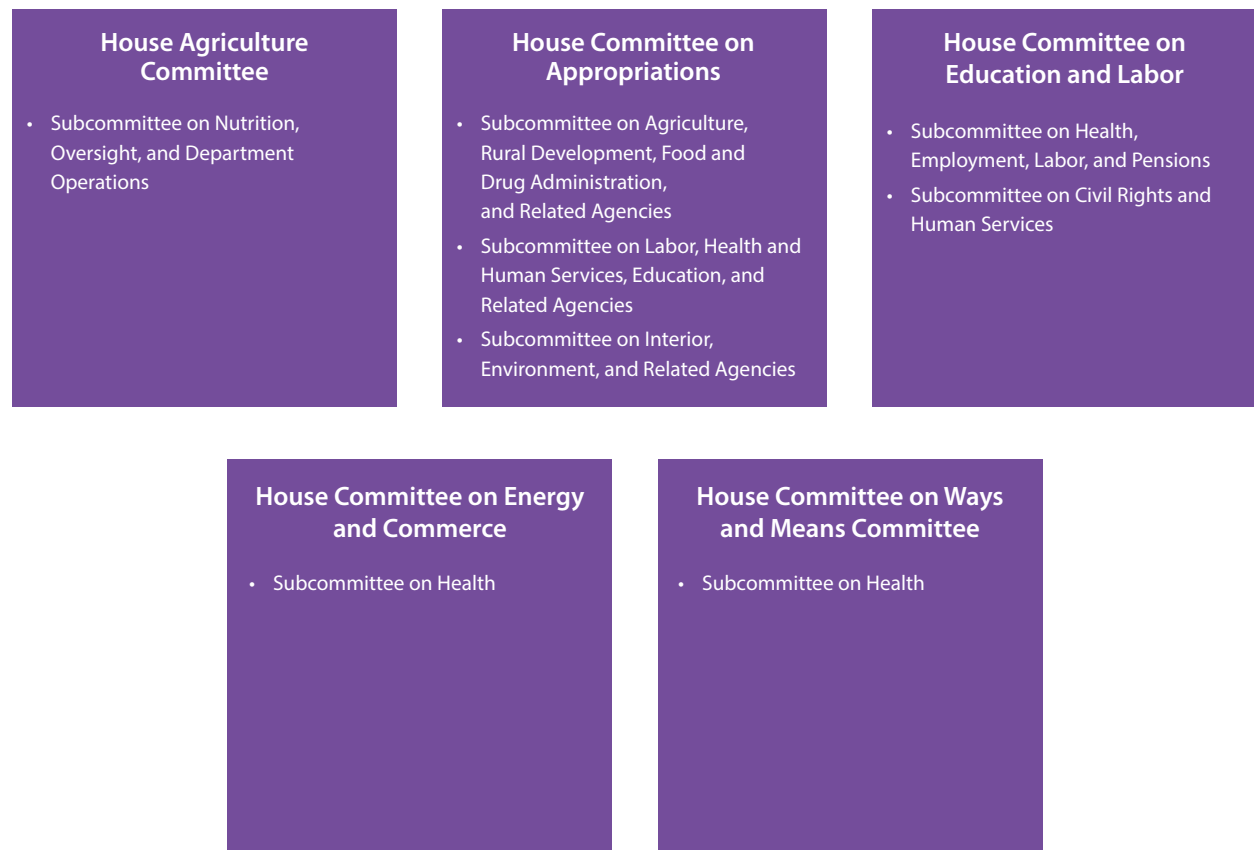 House Agriculture
Committee
• Subcommittee on Nutrition,
Oversight, and Department
Operations
House Committee on
Appropriations
• Subcommittee on Agriculture,
Rural Development, Food and
Drug Administration,
and Related Agencies
• Subcommittee on Labor, Health and
Human Services, Education, and
Related Agencies
• Subcommittee on Interior,
Environment, and Related Agencies
House Committee on
Education and Labor
• Subcommittee on Health,
Employment, Labor, and Pensions
• Subcommittee on Civil Rights and
Human Services
House Committee on Energy
and Commerce
• Subcommittee on Health
House Committee on Ways
and Means Committee
• Subcommittee on Health